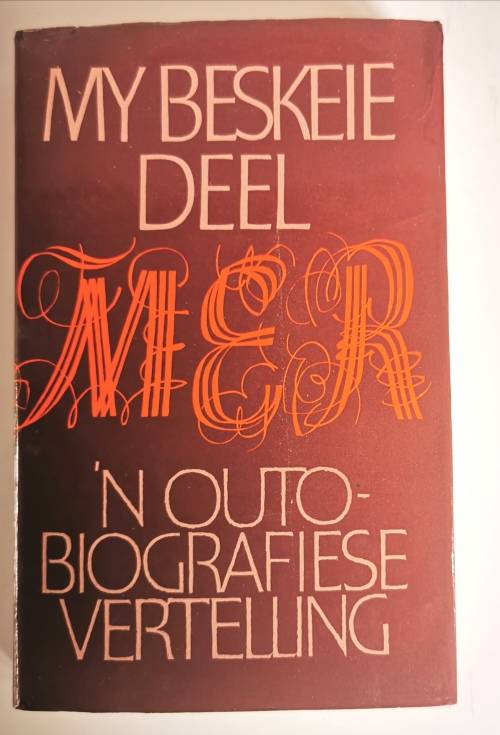 MY BESKEIE
DEEL
MER
'N OUTO-
BIOGRAFIESE
VERTELLING